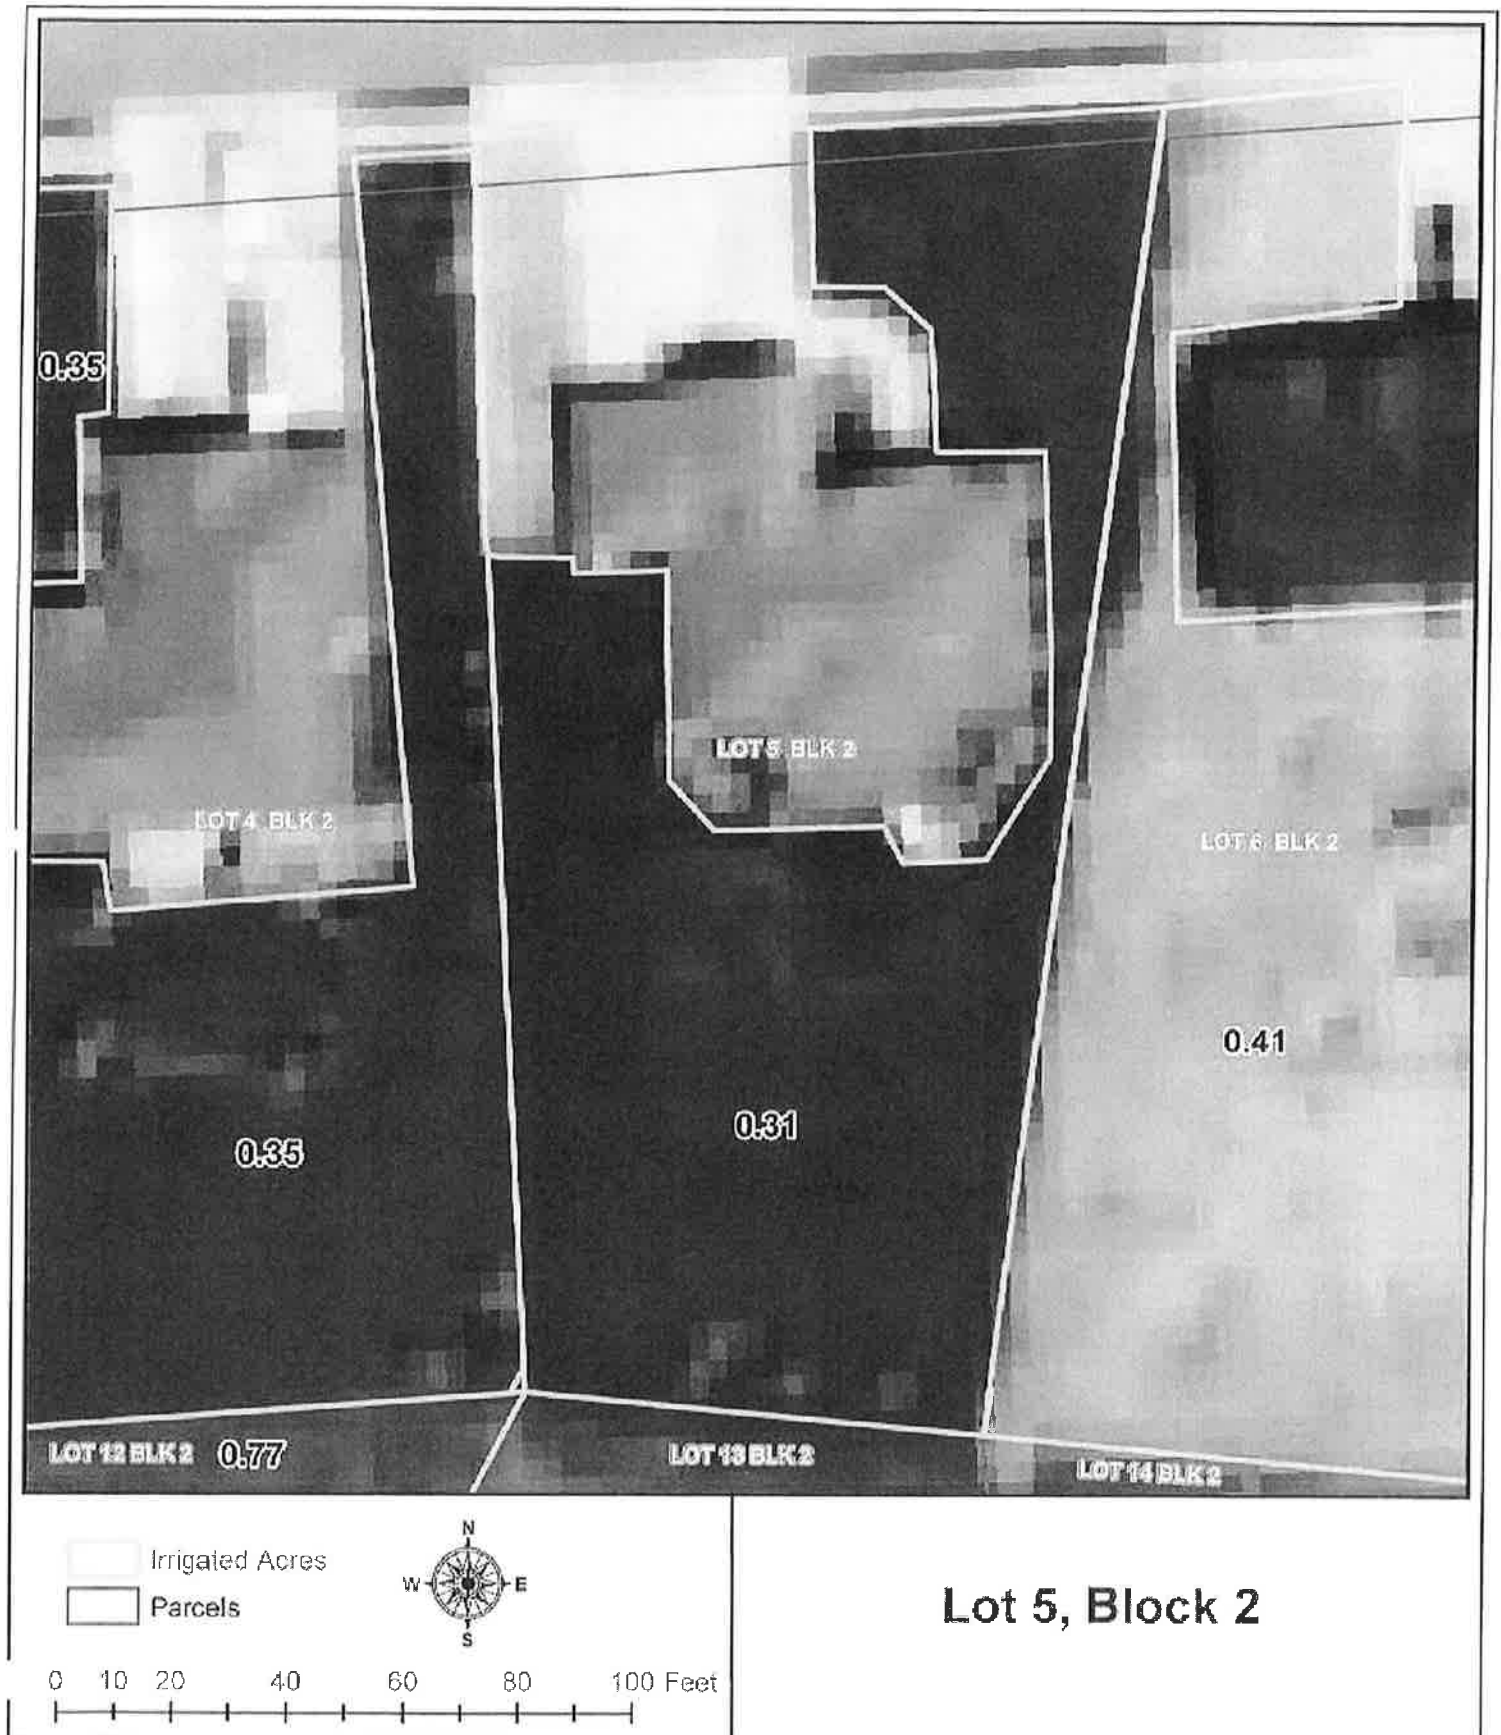 0.35
LOT 5 BLK 2
LOT 4 BLK 2
LOT 6 BLK 2
0.41
0.31
0.35
LOT 12 BLK 2 0.77
LOT 13 BLK 2
LOT 14 BLK 2
N
W E
S
Irrigated Acres
Parcels
Lot 5, Block 2
0 10 20 40 60 80 100 Feet